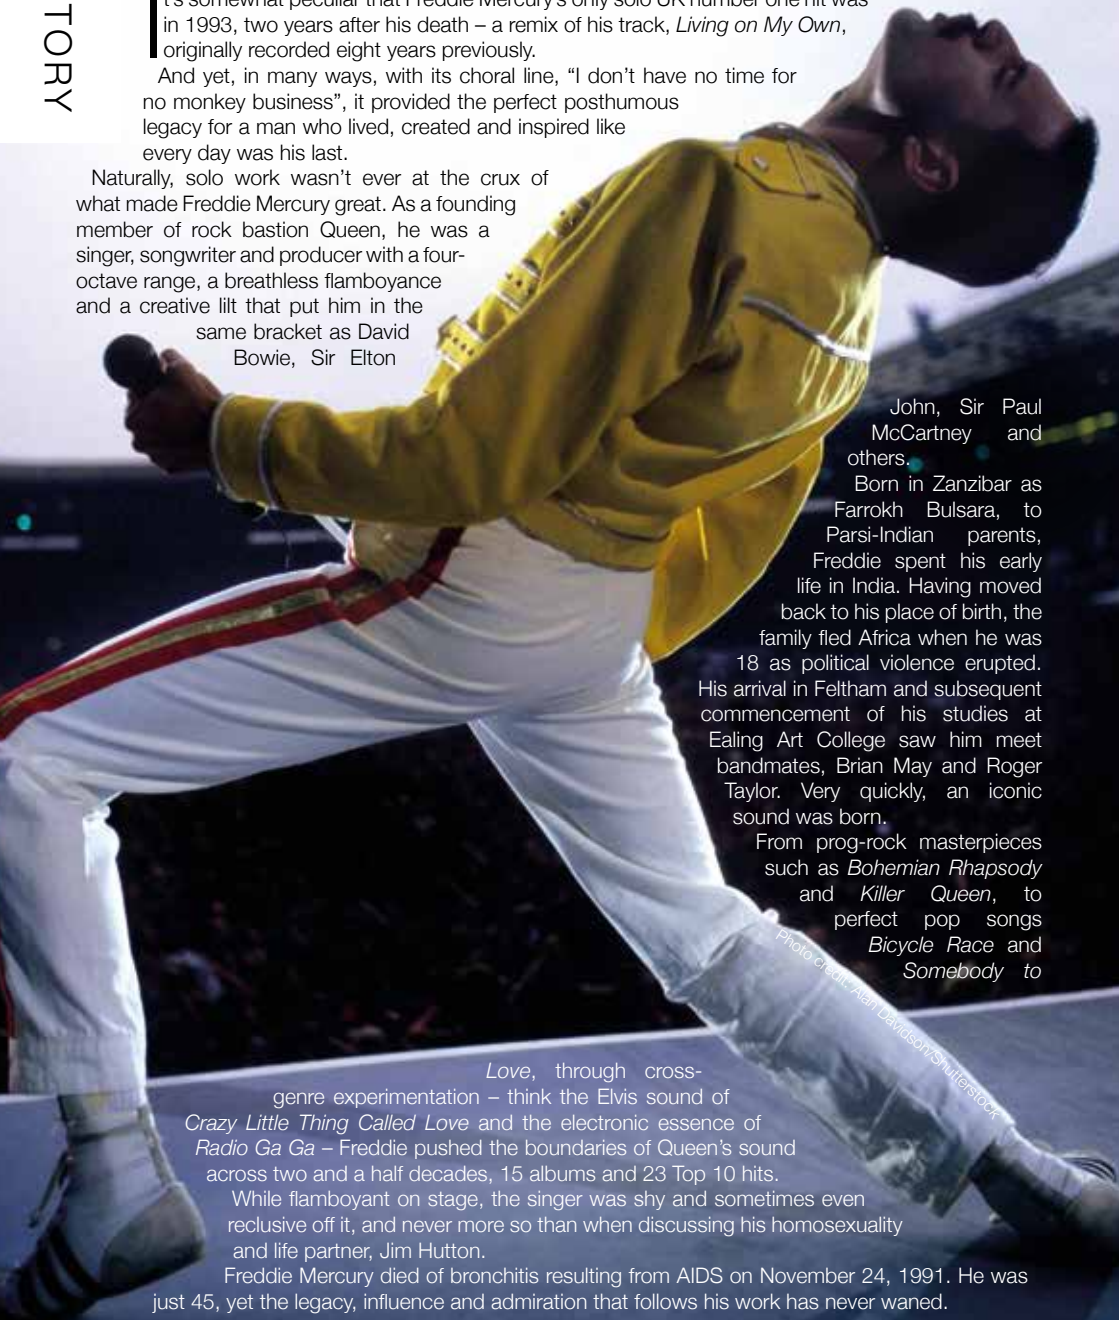 TORY
t's somewhat peculiar that Freddie Mercury's only solo UK number one hit was
in 1993, two years after his death – a remix of his track, Living on My Own,
originally recorded eight years previously.
And yet, in many ways, with its choral line, “I don't have no time for
no monkey business”, it provided the perfect posthumous
legacy for a man who lived, created and inspired like
every day was his last.
Naturally, solo work wasn't ever at the crux of
what made Freddie Mercury great. As a founding
member of rock bastion Queen, he was a
singer, songwriter and producer with a four-
octave range, a breathless flamboyance
and a creative lilt that put him in the
same bracket as David
Bowie, Sir Elton
John, Sir Paul
McCartney and
others.
Born in Zanzibar as
Farrokh Bulsara, to
Parsi-Indian parents,
Freddie spent his early
life in India. Having moved
back to his place of birth, the
family fled Africa when he was
18 as political violence erupted.
His arrival in Feltham and subsequent
commencement of his studies at
Ealing Art College saw him meet
bandmates, Brian May and Roger
Taylor. Very quickly, an iconic
sound was born.
From prog-rock masterpieces
such as Bohemian Rhapsody
and Killer Queen, to
perfect pop songs
Bicycle Race and
Somebody to
Love, through cross-
genre experimentation – think the Elvis sound of
Crazy Little Thing Called Love and the electronic essence of
Radio Ga Ga – Freddie pushed the boundaries of Queen's sound
across two and a half decades, 15 albums and 23 Top 10 hits.
While flamboyant on stage, the singer was shy and sometimes even
reclusive off it, and never more so than when discussing his homosexuality
and life partner, Jim Hutton.
Freddie Mercury died of bronchitis resulting from AIDS on November 24, 1991. He was
just 45, yet the legacy, influence and admiration that follows his work has never waned.
Photo credit: Alan Davidson/Shutterstock